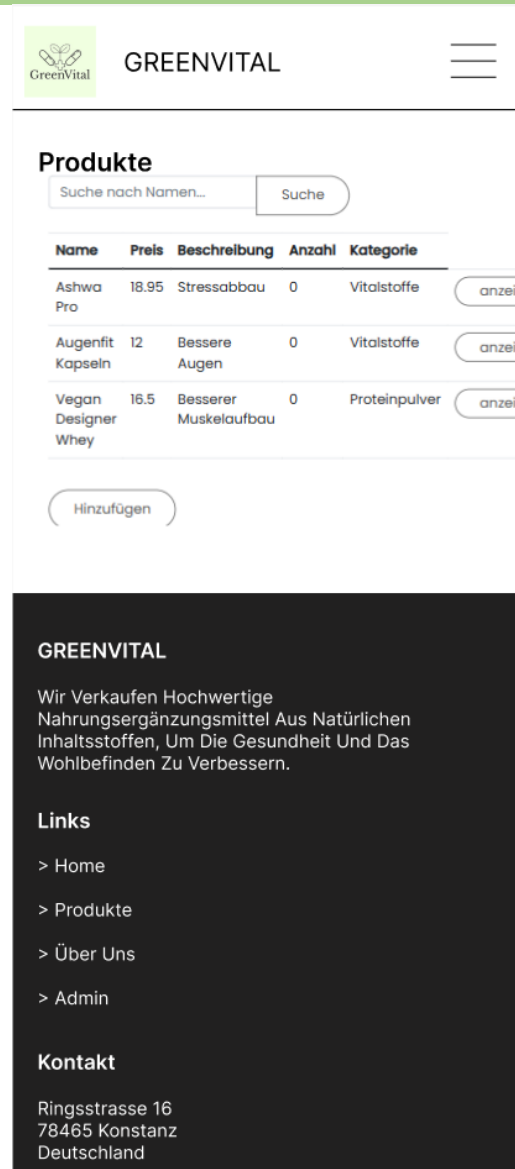 GreenVital
GREENVITAL
Produkte
Suche nach Namen...
Suche
Name Preis Beschreibung Anzahl Kategorie
Ashwa 18.95 Stressabbau 0 Vitalstoffe anzei
Pro
Augenfit 12 Bessere 0 Vitalstoffe anzei
Kapseln Augen
Vegan 16.5 Besserer 0 Proteinpulver anzei
Designer Muskelaufbau
Whey
Hinzufügen
GREENVITAL
Wir Verkaufen Hochwertige
Nahrungsergänzungsmittel Aus Natürlichen
Inhaltsstoffen, Um Die Gesundheit Und Das
Wohlbefinden Zu Verbessern.
Links
> Home
> Produkte
> Über Uns
> Admin
Kontakt
Ringsstrasse 16
78465 Konstanz
Deutschland